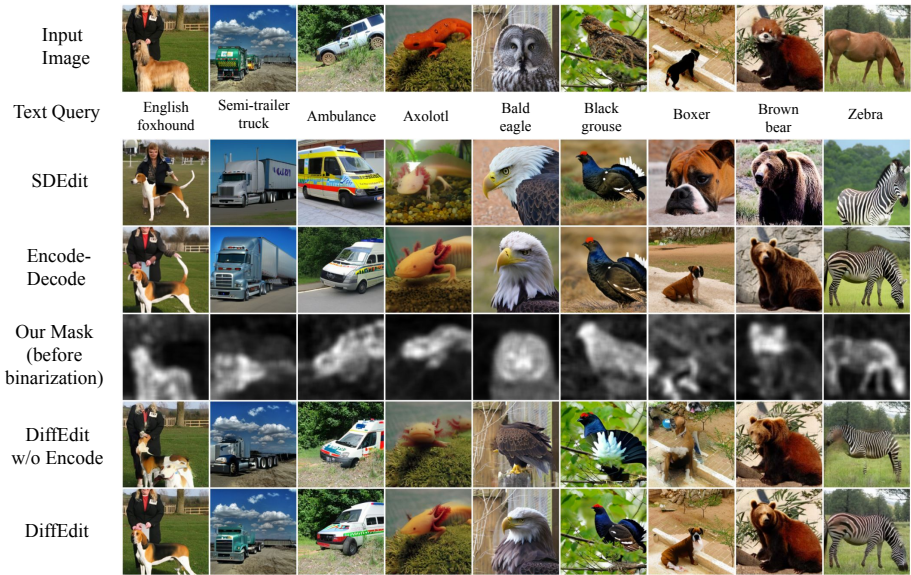 Input
Image
Text Query
English
foxhound
Semi-trailer
truck
Ambulance
Axolotl
Bald
eagle
Black
grouse
Boxer
Brown
bear
Zebra
SDEdit
Encode-
Decode
Our Mask
(before
binarization)
DiffEdit
w/o Encode
DiffEdit